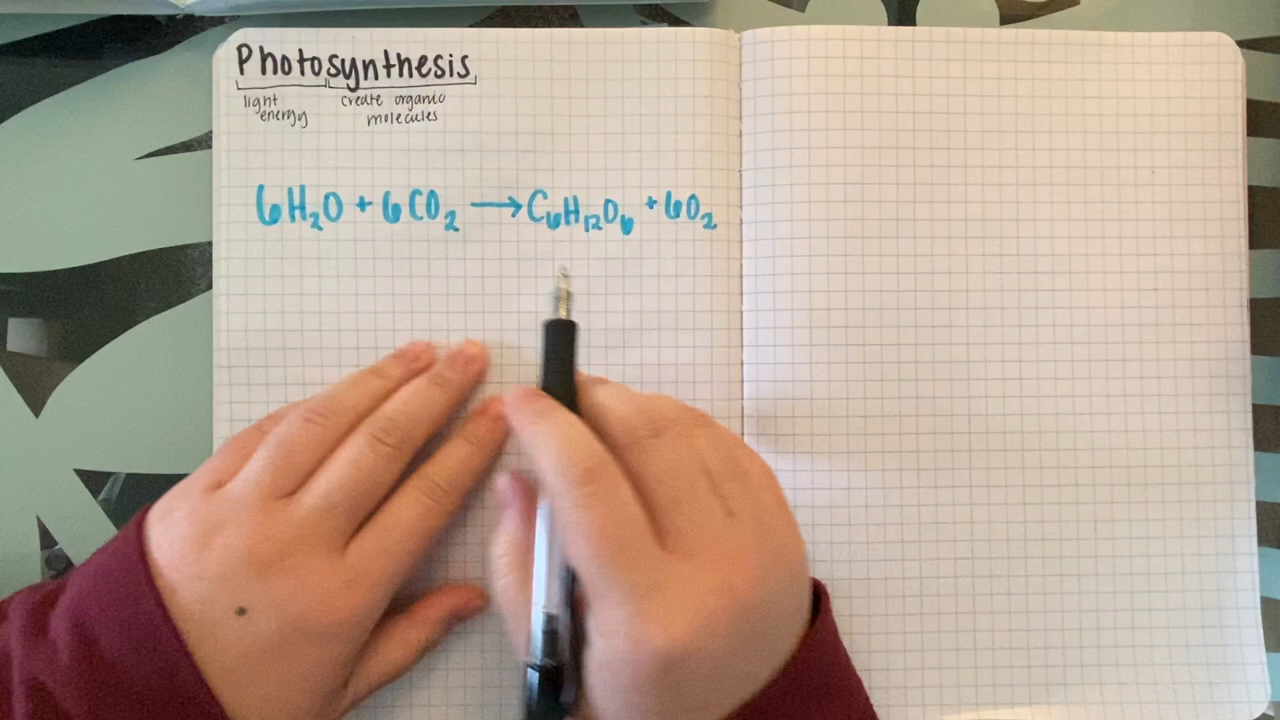 Photosynthesis
light create organic
energy molecules
6H₂O + 6CO₂ → C₆H₁₂O₆ + 6O₂